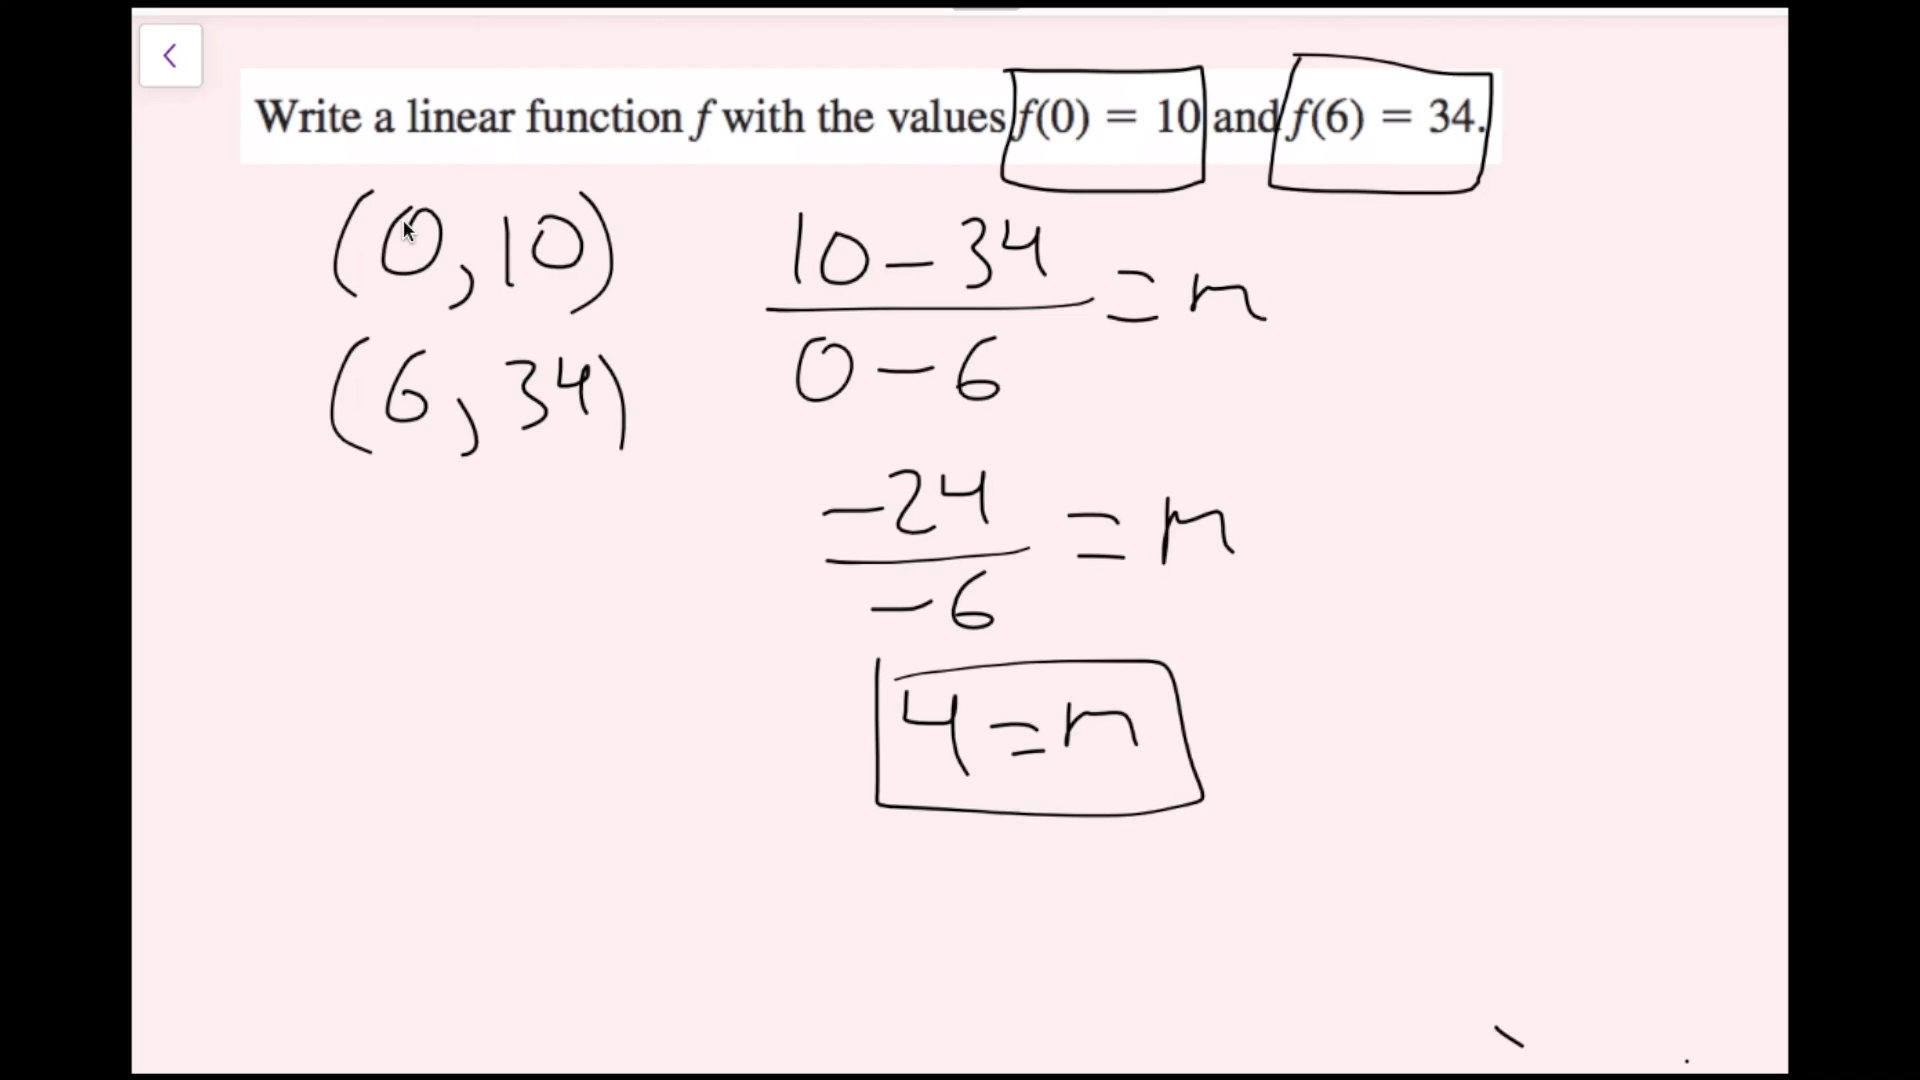 Write a linear function f with the values f(0) = 10 and f(6) = 34.
(0, 10)
(6, 34)
10 - 34
0 - 6
= m
-24
-6
= m
4 = m